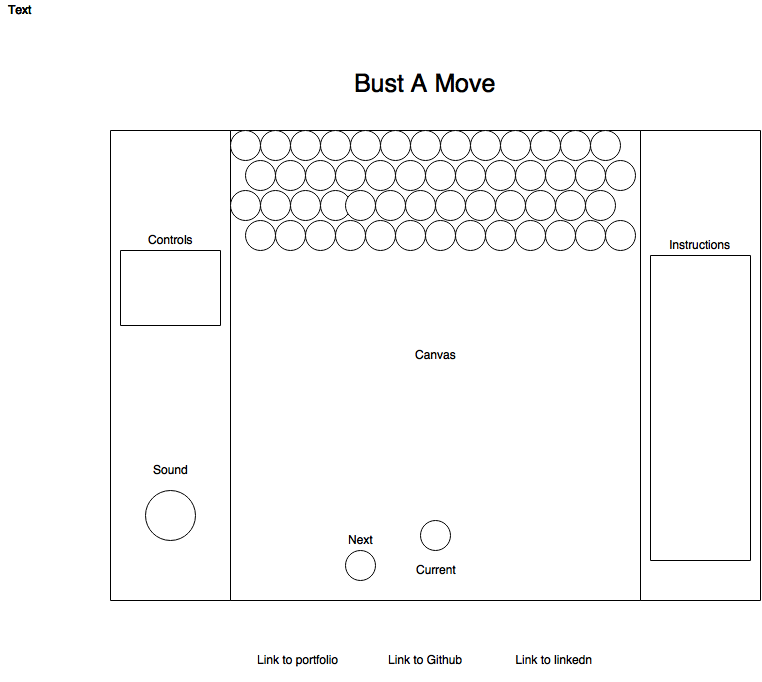 Text
Bust A Move
Controls
Instructions
Canvas
Sound
Next
Current
Link to portfolio
Link to Github
Link to linkedn